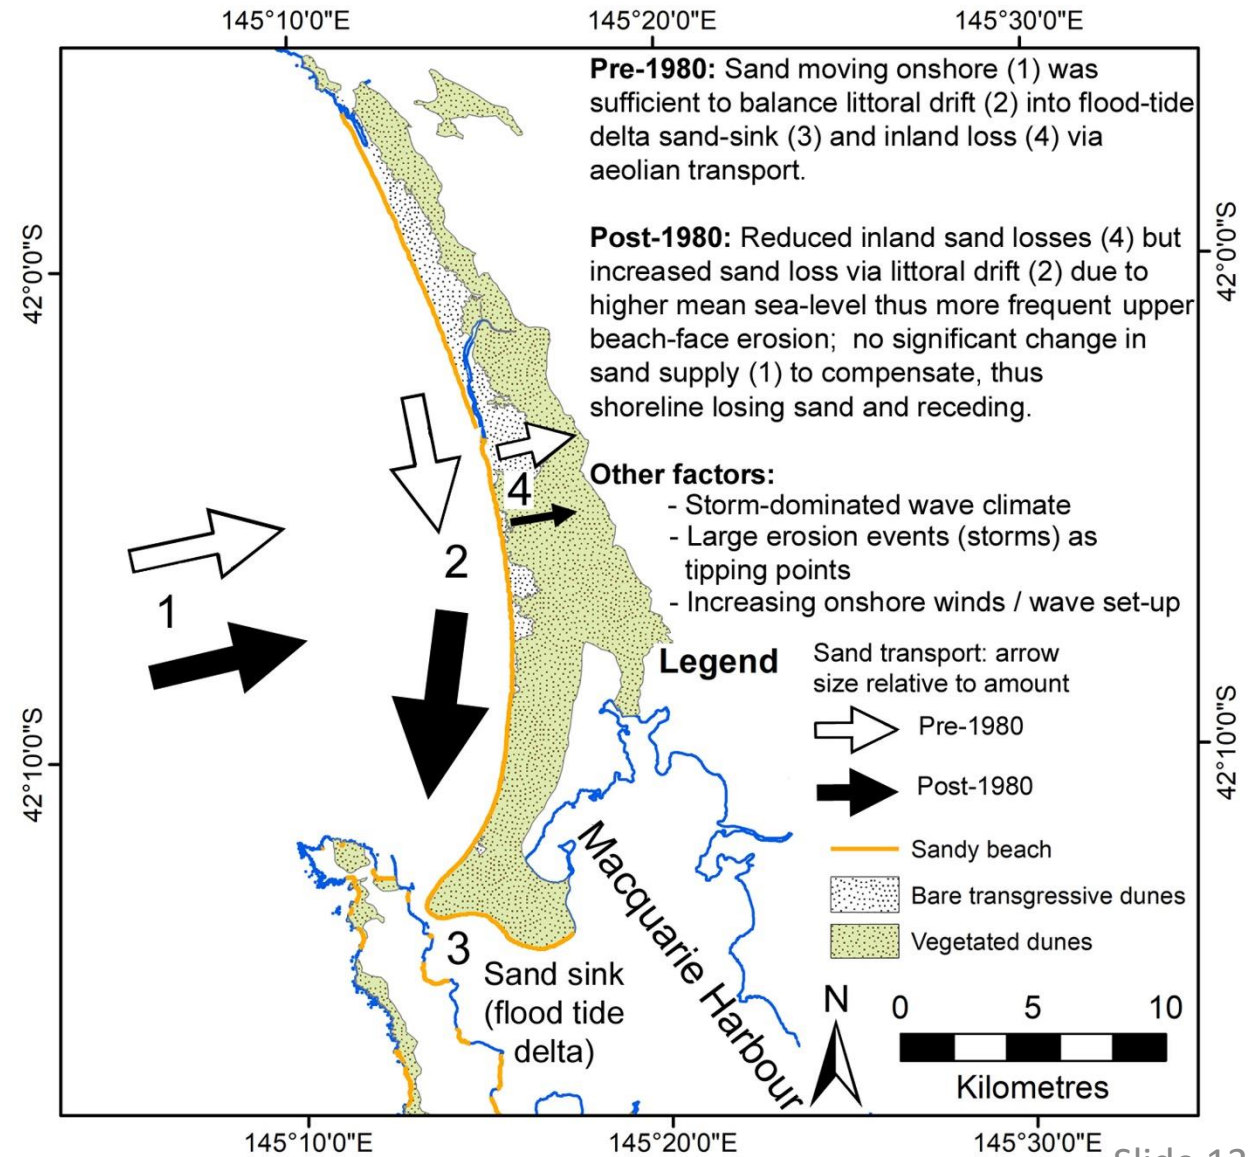 145°10'0"E
145°20'0"E
145°30'0"E
Pre-1980: Sand moving onshore (1) was
sufficient to balance littoral drift (2) into flood-tide
delta sand-sink (3) and inland loss (4) via
aeolian transport.
Post-1980: Reduced inland sand losses (4) but
increased sand loss via littoral drift (2) due to
higher mean sea-level thus more frequent upper
beach-face erosion; no significant change in
sand supply (1) to compensate, thus
shoreline losing sand and receding.
42°0'0"S
42°0'0"S
Other factors:
- Storm-dominated wave climate
- Large erosion events (storms) as
tipping points
- Increasing onshore winds / wave set-up
4
2
1
Legend
Sand transport: arrow
size relative to amount
Pre-1980
Post-1980
Sandy beach
Bare transgressive dunes
Vegetated dunes
42°10'0"S
42°10'0"S
Macquarie Harbour
3
Sand sink
(flood tide
delta)
N
0 5 10
Kilometres
145°10'0"E
145°20'0"E
145°30'0"E